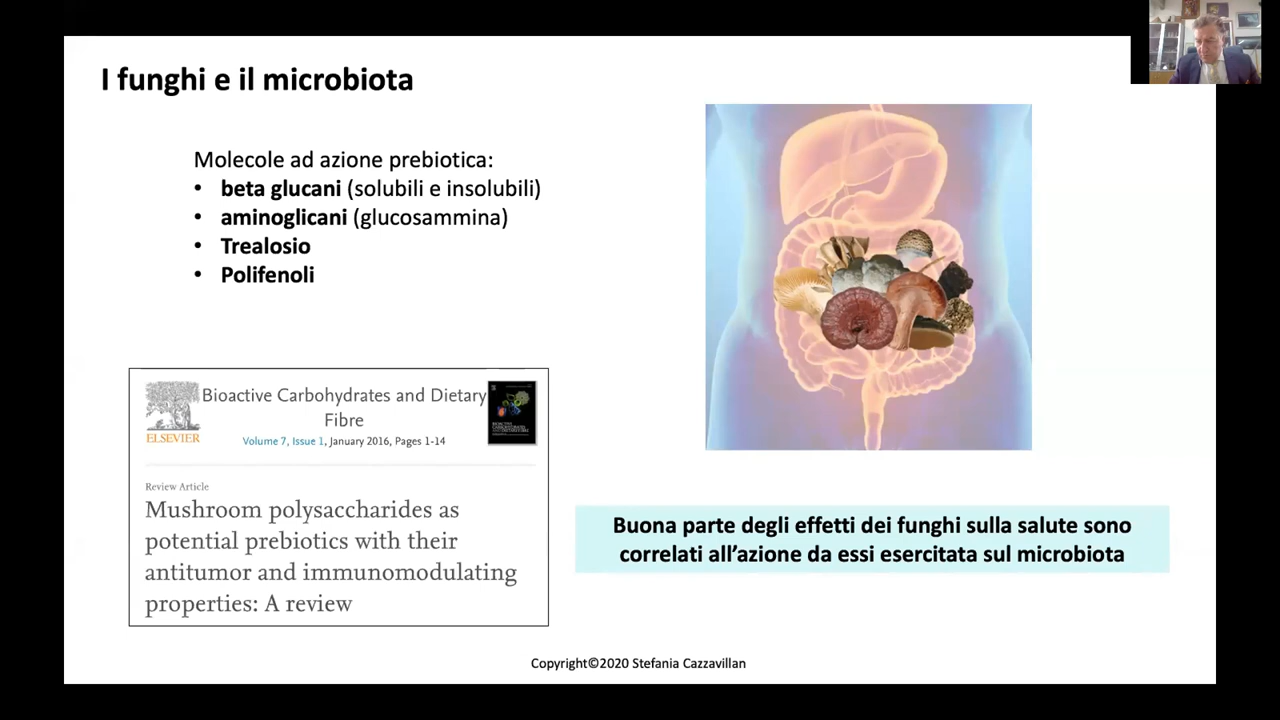 I funghi e il microbiota
Molecole ad azione prebiotica:
• beta glucani (solubili e insolubili)
• aminoglicani (glucosammina)
• Trealosio
• Polifenoli
ELSEVIER
Bioactive Carbohydrates and Dietary
Fibre
Volume 7, Issue 1, January 2016, Pages 1-14
Review Article
Mushroom polysaccharides as
potential prebiotics with their
antitumor and immunomodulating
properties: A review
Buona parte degli effetti dei funghi sulla salute sono
correlati all’azione da essi esercitata sul microbiota
Copyright©2020 Stefania Cazzavillan